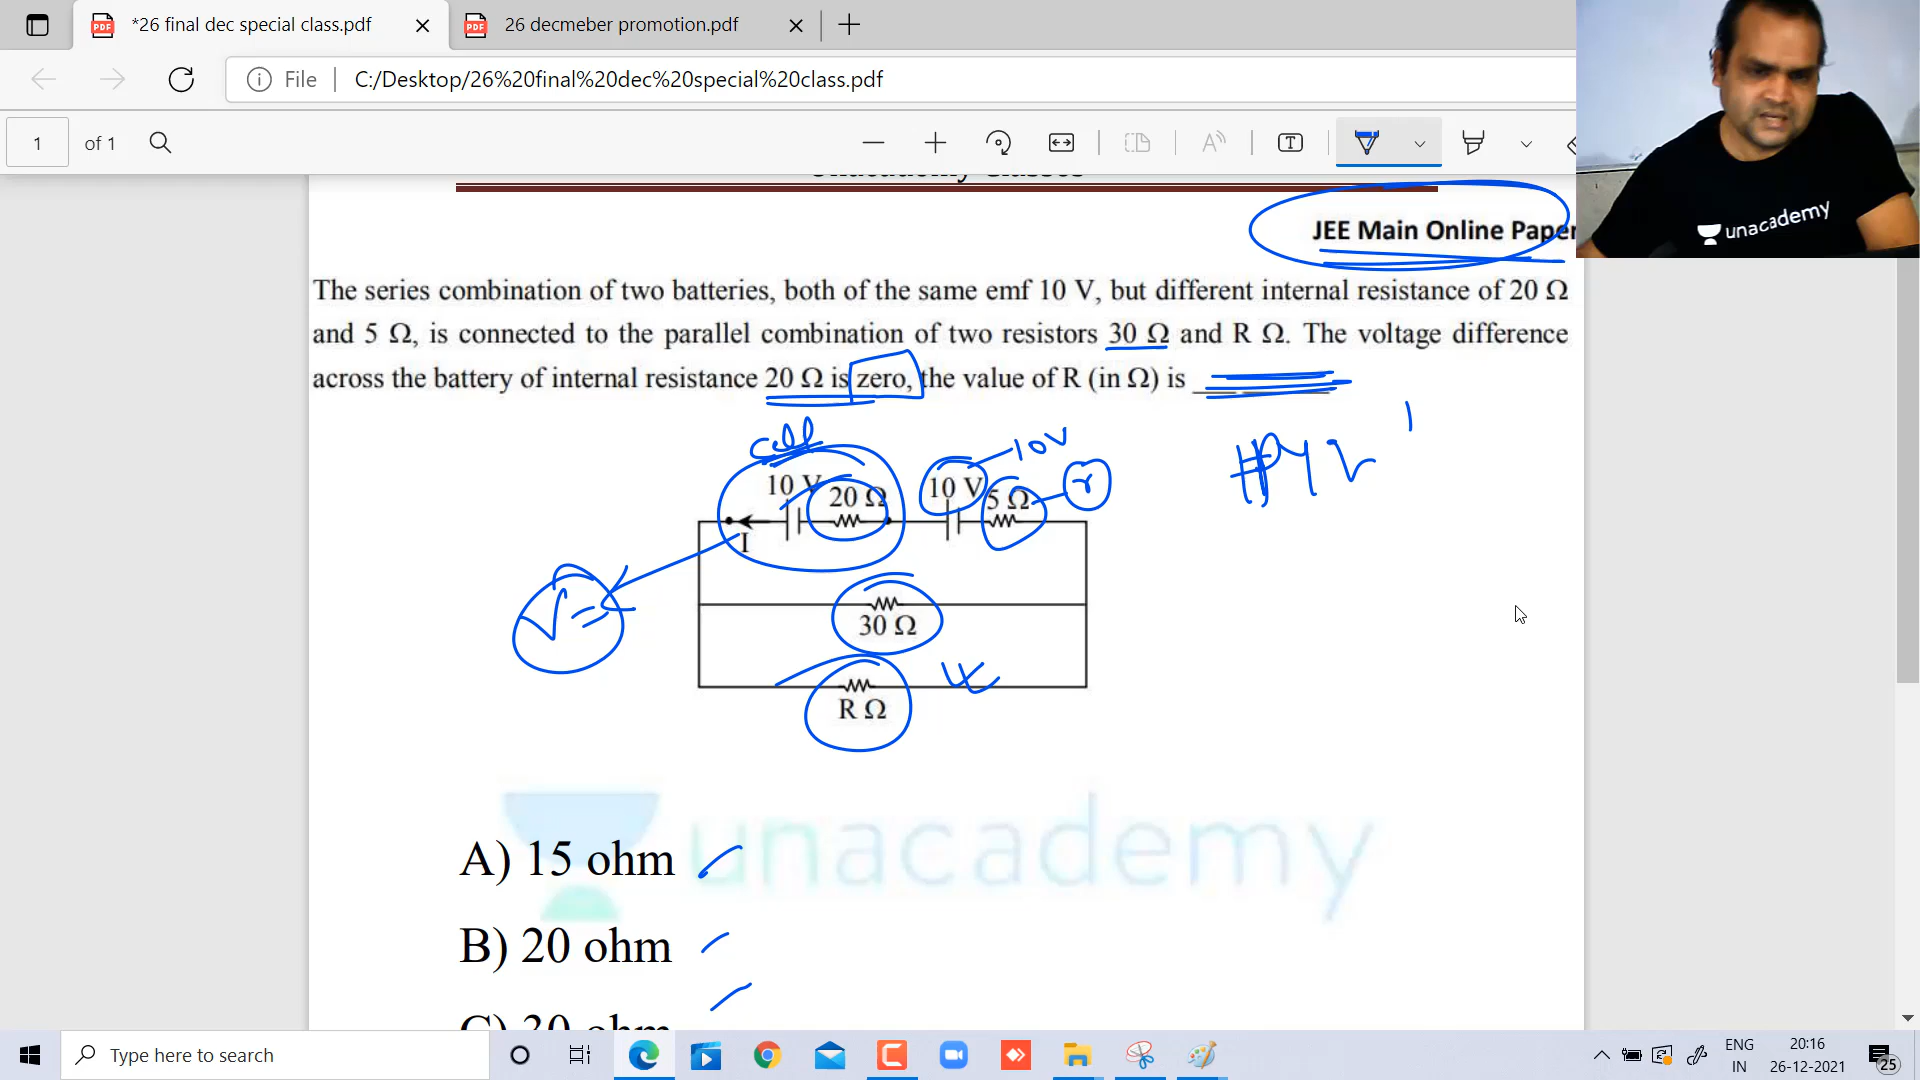 *26 final dec special class.pdf
26 decmeber promotion.pdf
File
C:/Desktop/26%20final%20dec%20special%20class.pdf
1 of 1
Unacademy Classes
JEE Main Online Paper
unacademy
The series combination of two batteries, both of the same emf 10 V, but different internal resistance of 20 Ω
and 5 Ω, is connected to the parallel combination of two resistors 30 Ω and R Ω. The voltage difference
across the battery of internal resistance 20 Ω is zero, the value of R (in Ω) is
cell
10V
10 V
20 Ω
10 V
5 Ω
r
I
V =
30 Ω
R Ω
unacademy
A) 15 ohm
B) 20 ohm
C) 30 ohm
Type here to search
ENG
IN
20:16
26-12-2021
25